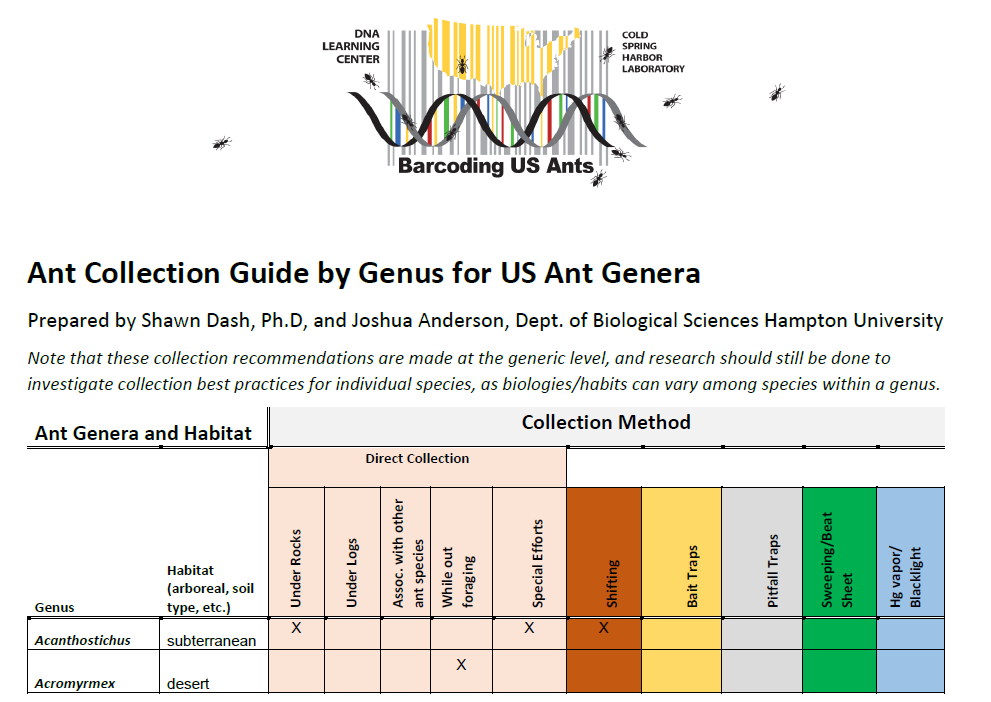 DNA
LEARNING
CENTER
COLD
SPRING
HARBOR
LABORATORY
Barcoding US Ants
Ant Collection Guide by Genus for US Ant Genera
Prepared by Shawn Dash, Ph.D, and Joshua Anderson, Dept. of Biological Sciences Hampton University
Note that these collection recommendations are made at the generic level, and research should still be done to
investigate collection best practices for individual species, as biologies/habits can vary among species within a genus.
Ant Genera and Habitat
Collection Method
Direct Collection
Genus
Habitat
(arboreal, soil
type, etc.)
Under Rocks
Under Logs
Assoc. with other
ant species
While out
foraging
Special Efforts
Shifting
Bait Traps
Pitfall Traps
Sweeping/Beat
Sheet
Hg vapor/
Blacklight
Acanthostichus subterranean X X X
Acromyrmex desert X